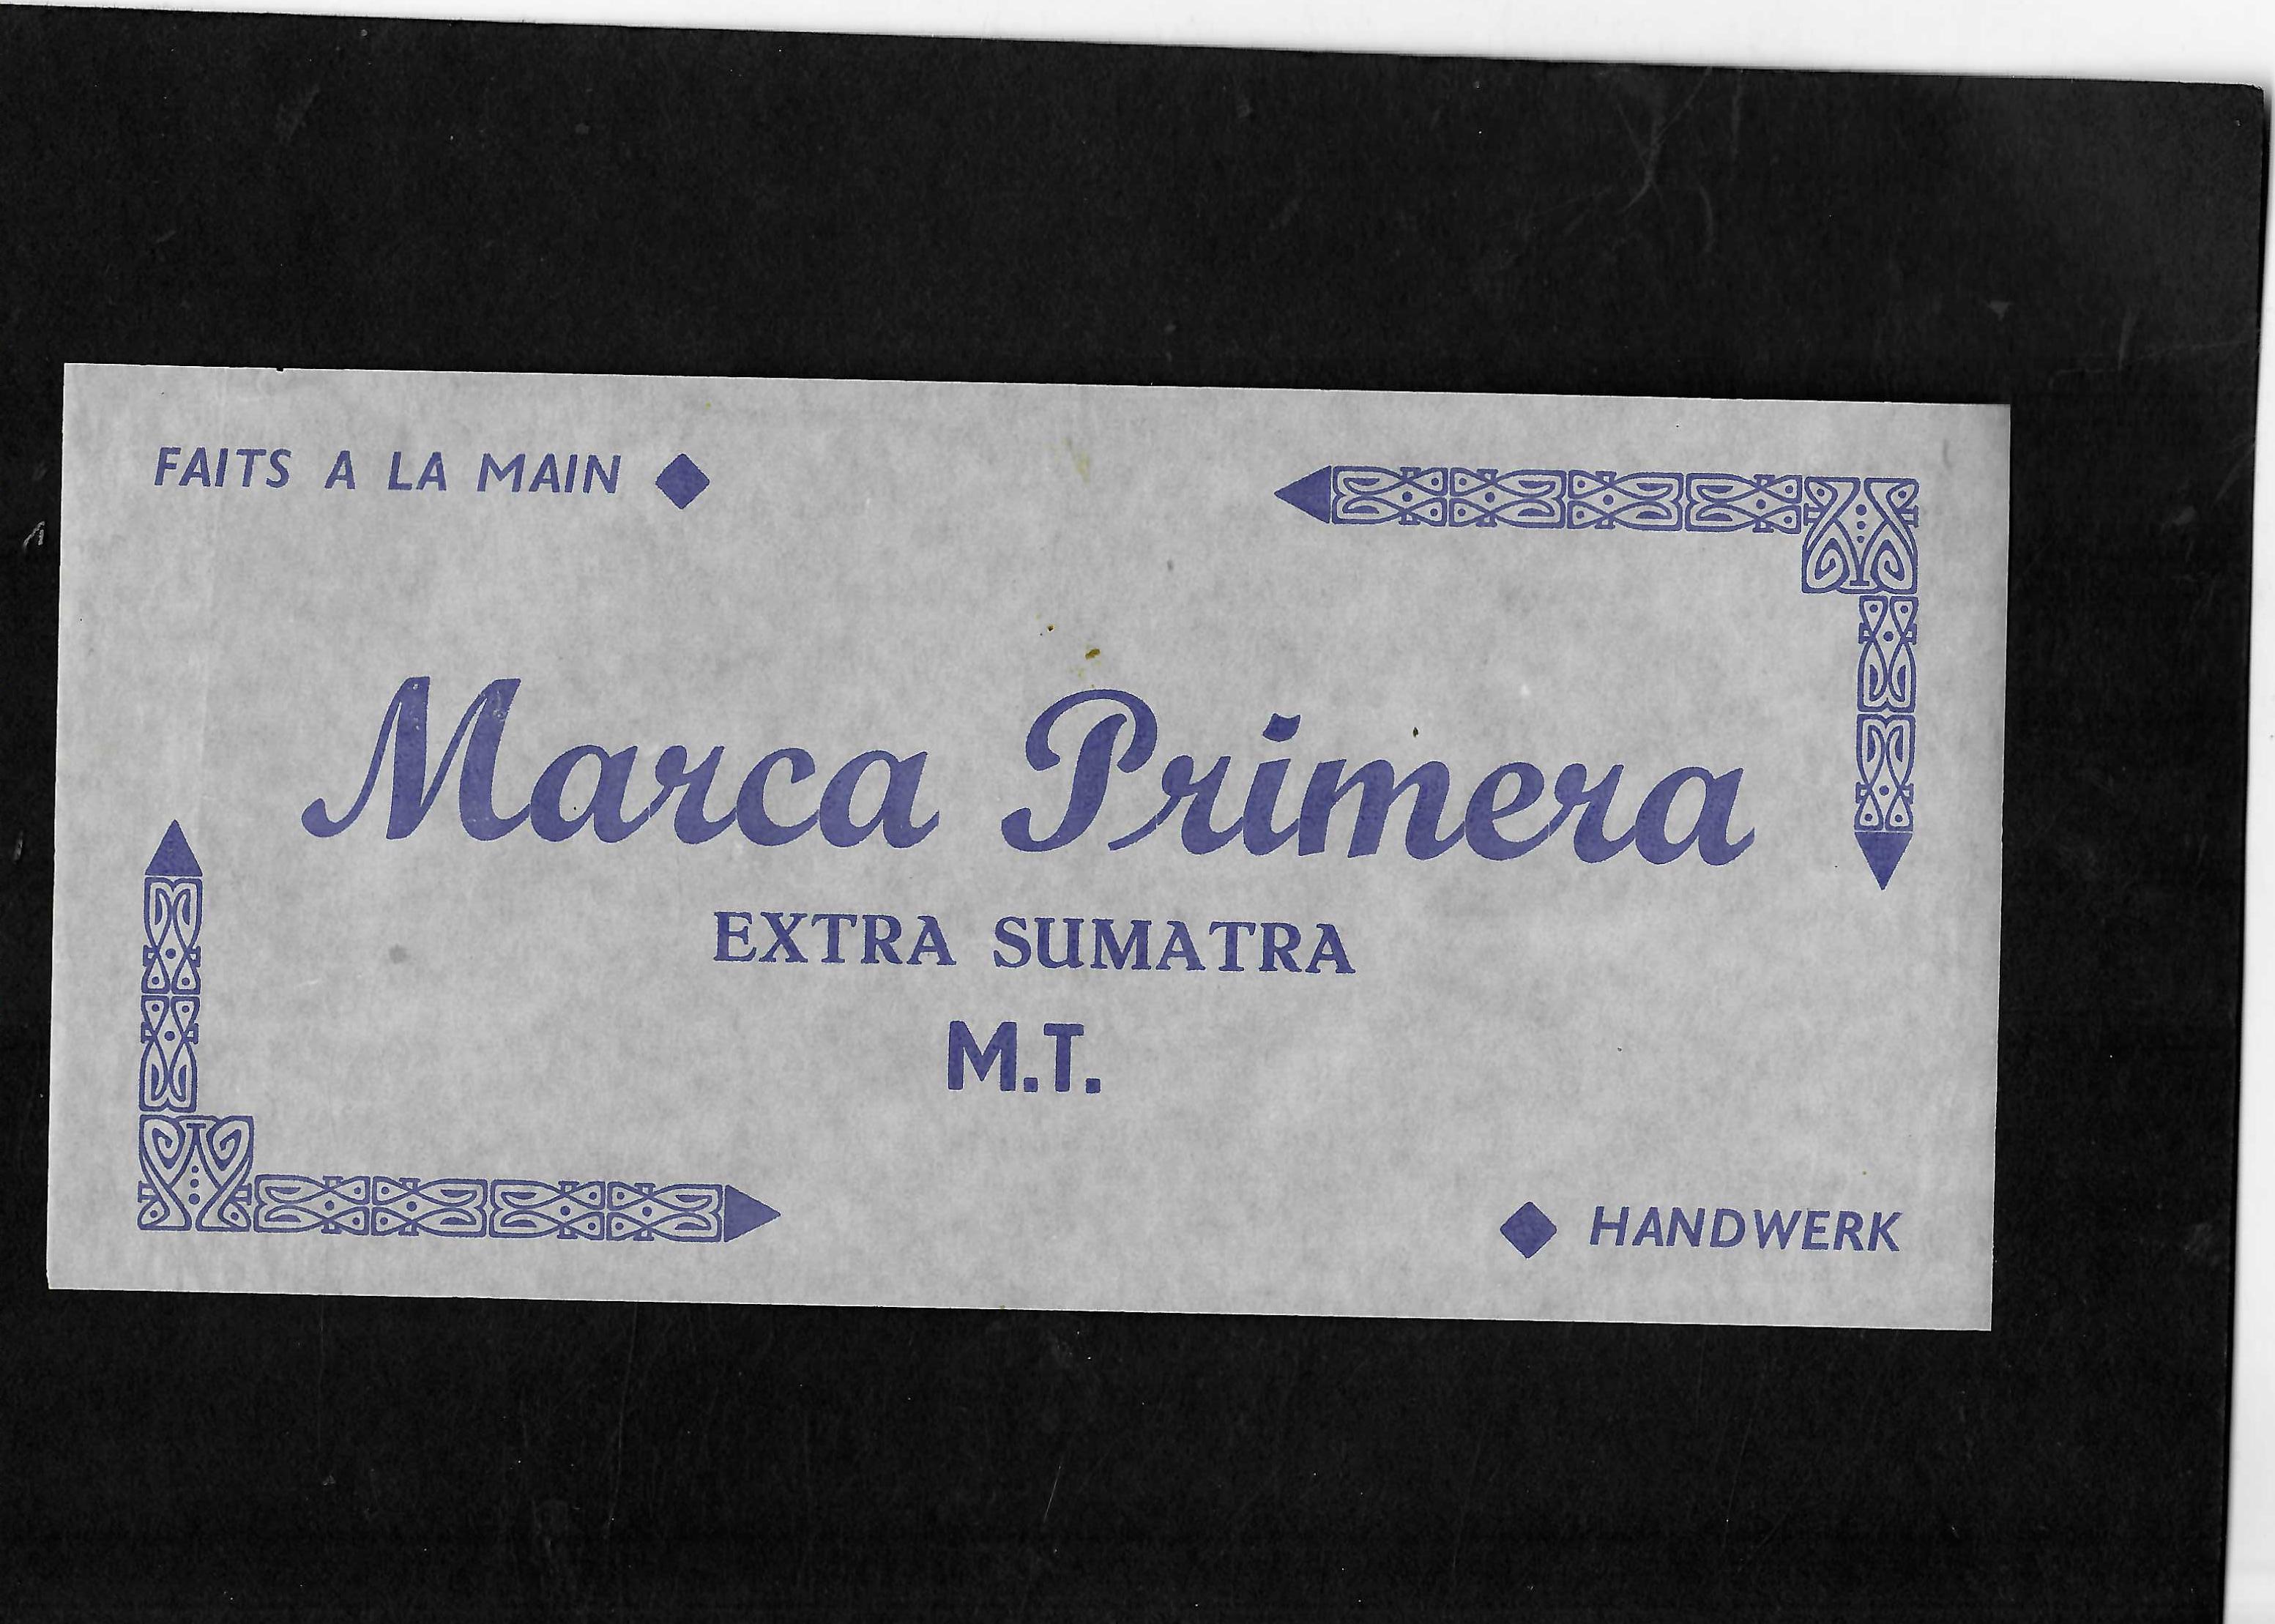 FAITS A LA MAIN
Marca Primera
EXTRA SUMATRA
M.T.
HANDWERK